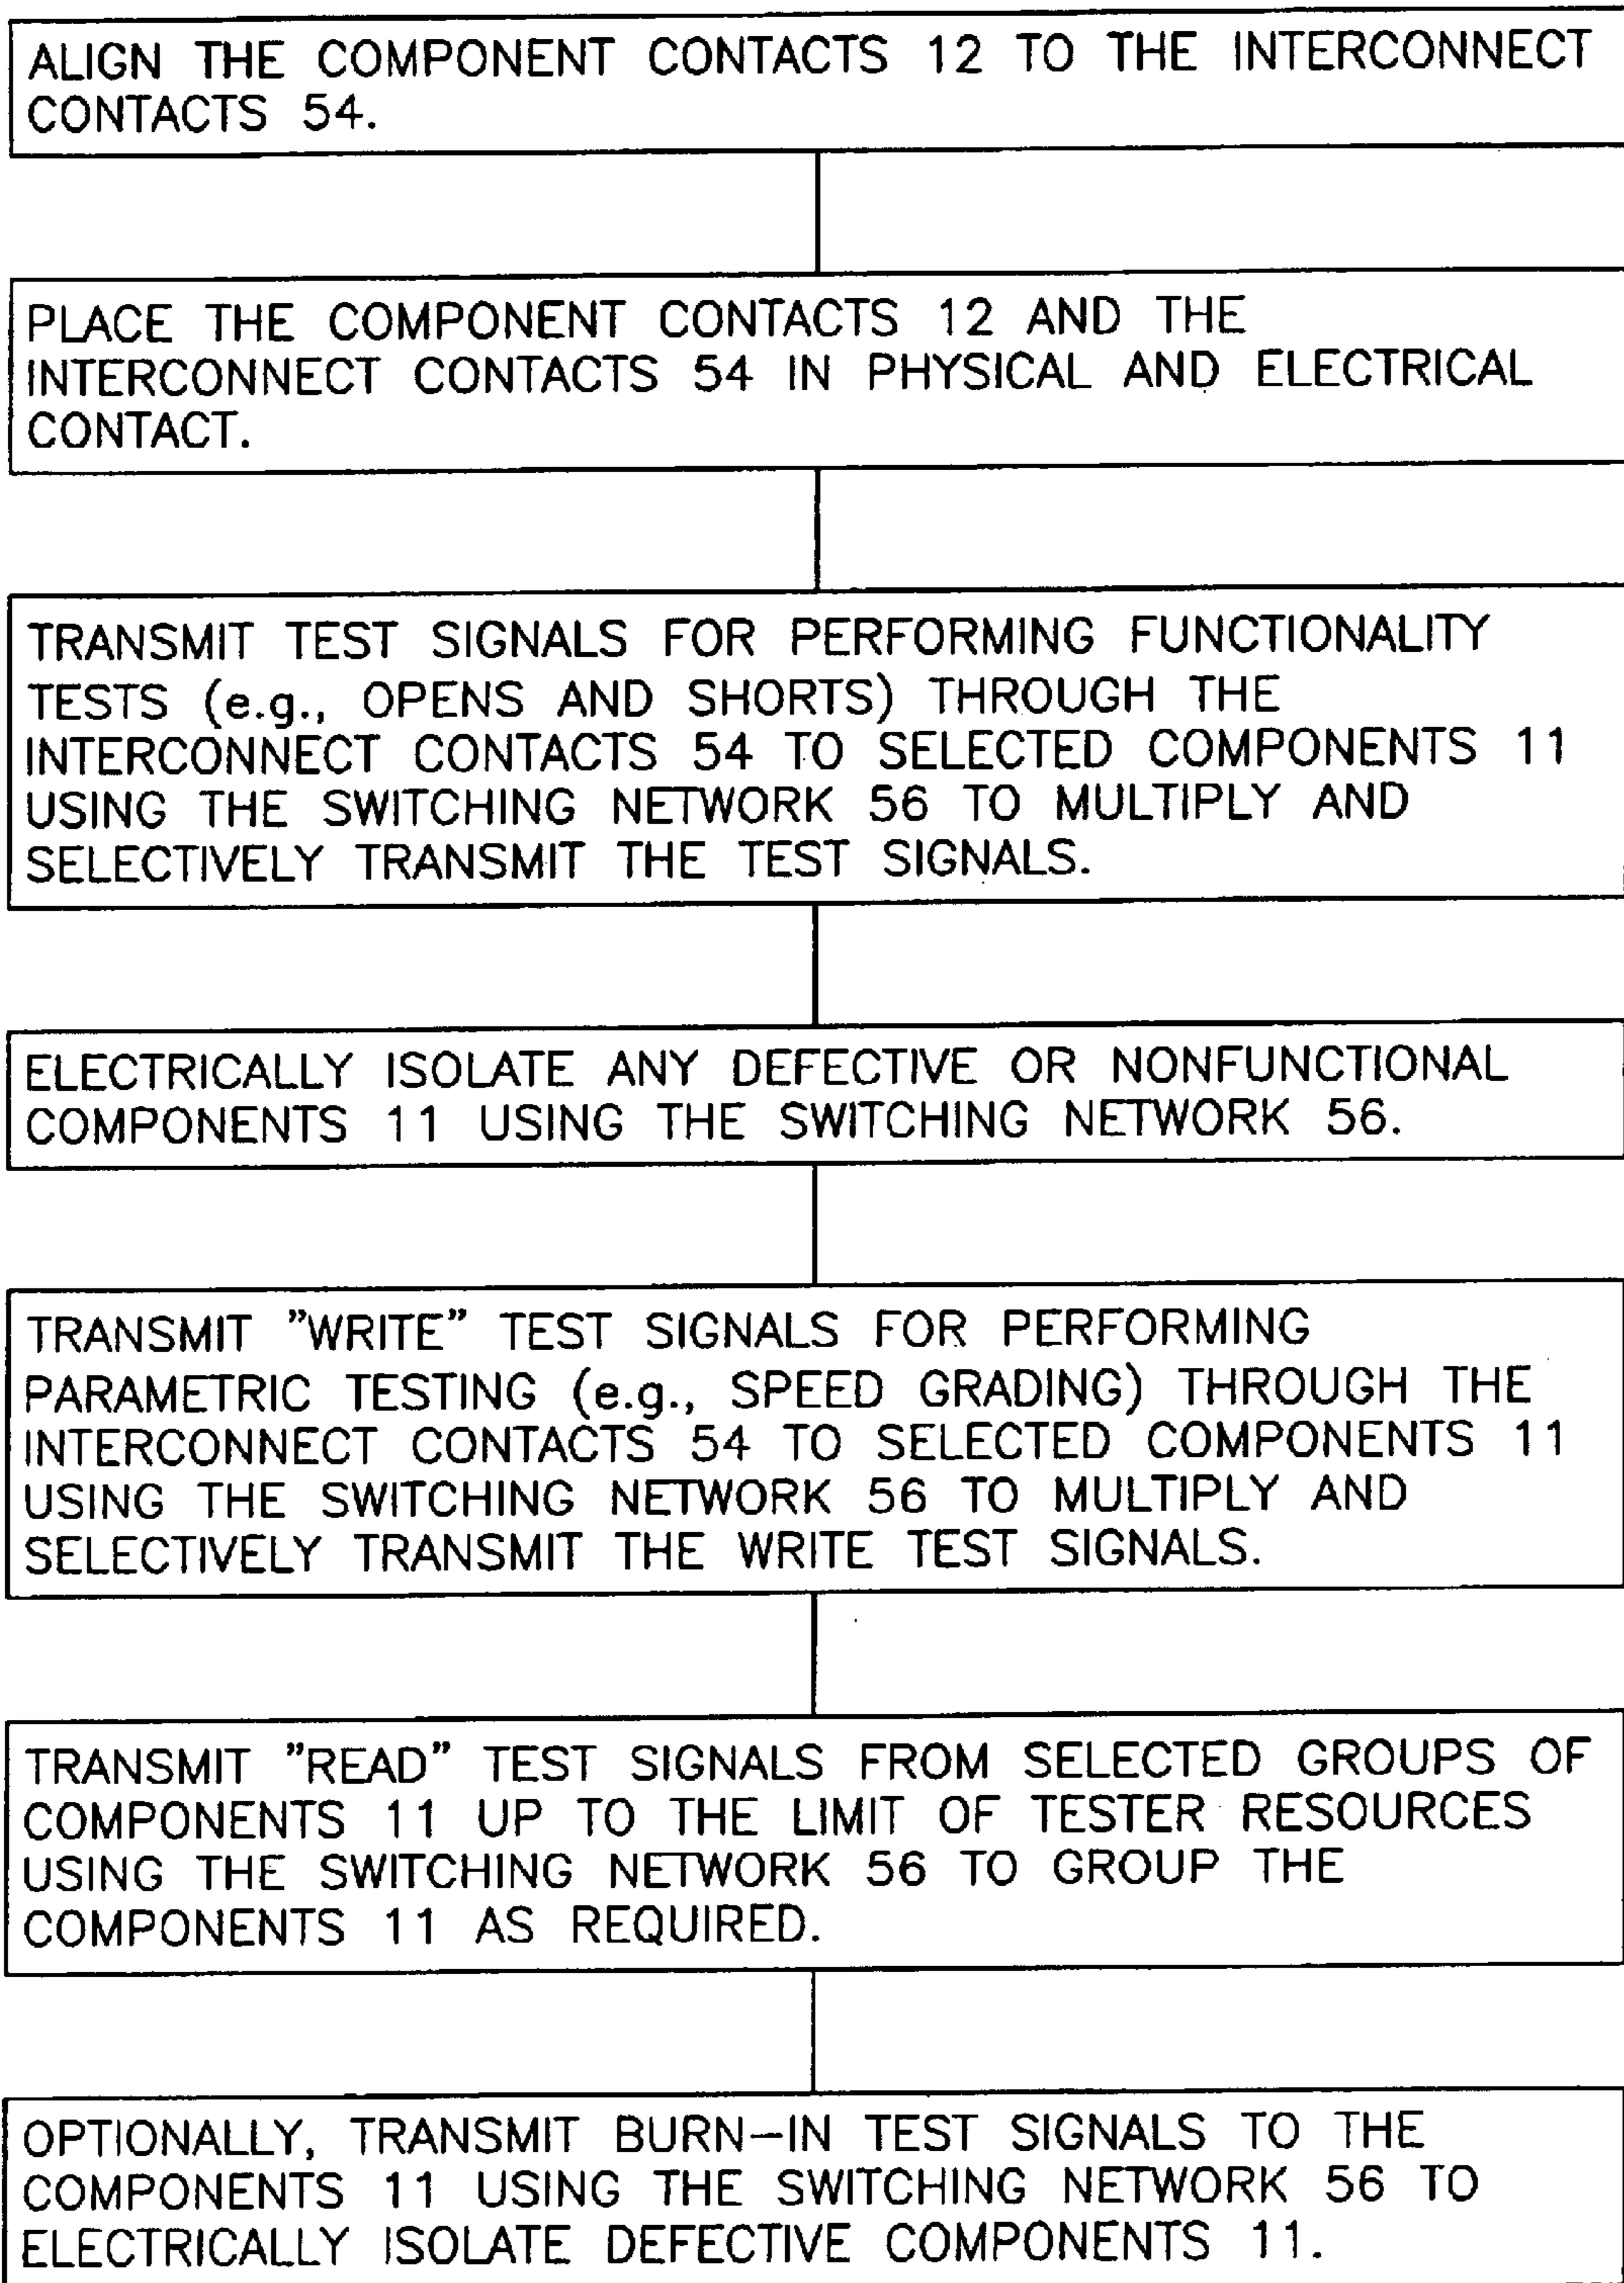 ALIGN THE COMPONENT CONTACTS 12 TO THE INTERCONNECT
CONTACTS 54.
PLACE THE COMPONENT CONTACTS 12 AND THE
INTERCONNECT CONTACTS 54 IN PHYSICAL AND ELECTRICAL
CONTACT.
TRANSMIT TEST SIGNALS FOR PERFORMING FUNCTIONALITY
TESTS (e.g., OPENS AND SHORTS) THROUGH THE
INTERCONNECT CONTACTS 54 TO SELECTED COMPONENTS 11
USING THE SWITCHING NETWORK 56 TO MULTIPLY AND
SELECTIVELY TRANSMIT THE TEST SIGNALS.
ELECTRICALLY ISOLATE ANY DEFECTIVE OR NONFUNCTIONAL
COMPONENTS 11 USING THE SWITCHING NETWORK 56.
TRANSMIT "WRITE" TEST SIGNALS FOR PERFORMING
PARAMETRIC TESTING (e.g., SPEED GRADING) THROUGH THE
INTERCONNECT CONTACTS 54 TO SELECTED COMPONENTS 11
USING THE SWITCHING NETWORK 56 TO MULTIPLY AND
SELECTIVELY TRANSMIT THE WRITE TEST SIGNALS.
TRANSMIT "READ" TEST SIGNALS FROM SELECTED GROUPS OF
COMPONENTS 11 UP TO THE LIMIT OF TESTER RESOURCES
USING THE SWITCHING NETWORK 56 TO GROUP THE
COMPONENTS 11 AS REQUIRED.
OPTIONALLY, TRANSMIT BURN-IN TEST SIGNALS TO THE
COMPONENTS 11 USING THE SWITCHING NETWORK 56 TO
ELECTRICALLY ISOLATE DEFECTIVE COMPONENTS 11.